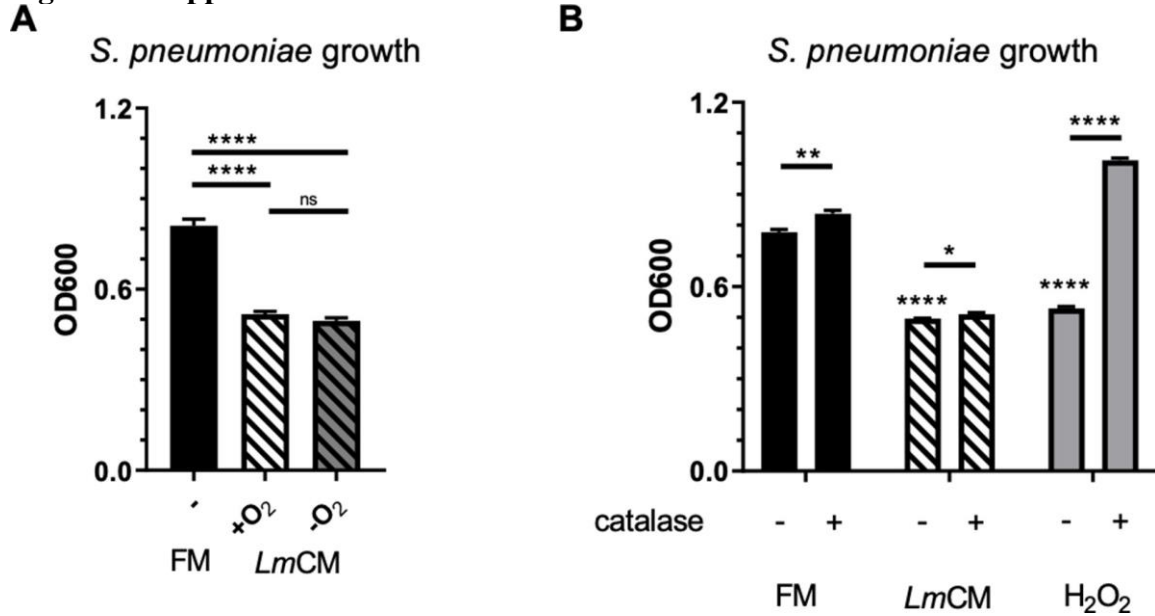 A
S. pneumoniae growth
1.2
****
****
ns
0.6
OD600
0.0
-
+O2
-O2
FM
LmCM
B
S. pneumoniae growth
1.2
****
**
*
****
****
0.6
OD600
0.0
catalase - + - + - +
FM LmCM H2O2